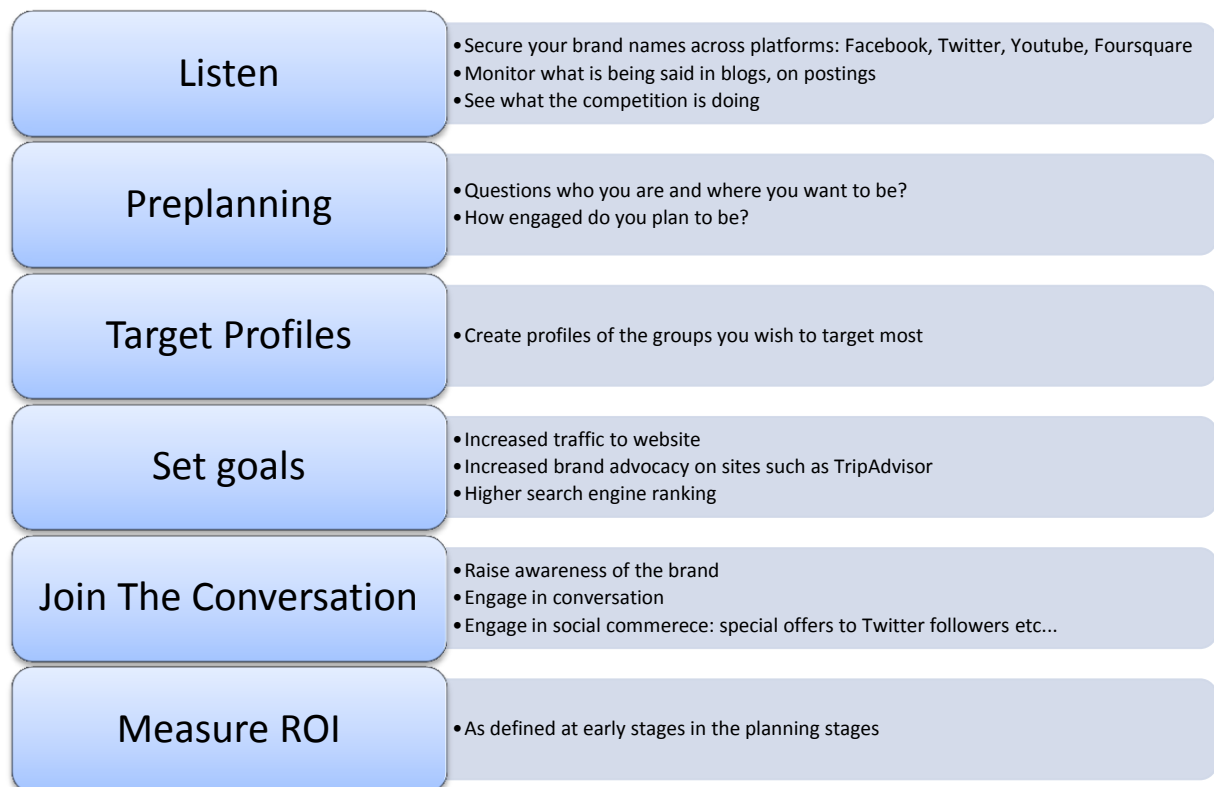 Listen
•Secure your brand names across platforms: Facebook, Twitter, Youtube, Foursquare
•Monitor what is being said in blogs, on postings
•See what the competition is doing
Preplanning
•Questions who you are and where you want to be?
•How engaged do you plan to be?
Target Profiles
•Create profiles of the groups you wish to target most
Set goals
•Increased traffic to website
•Increased brand advocacy on sites such as TripAdvisor
•Higher search engine ranking
Join The Conversation
•Raise awareness of the brand
•Engage in conversation
•Engage in social commerece: special offers to Twitter followers etc...
Measure ROI
•As defined at early stages in the planning stages